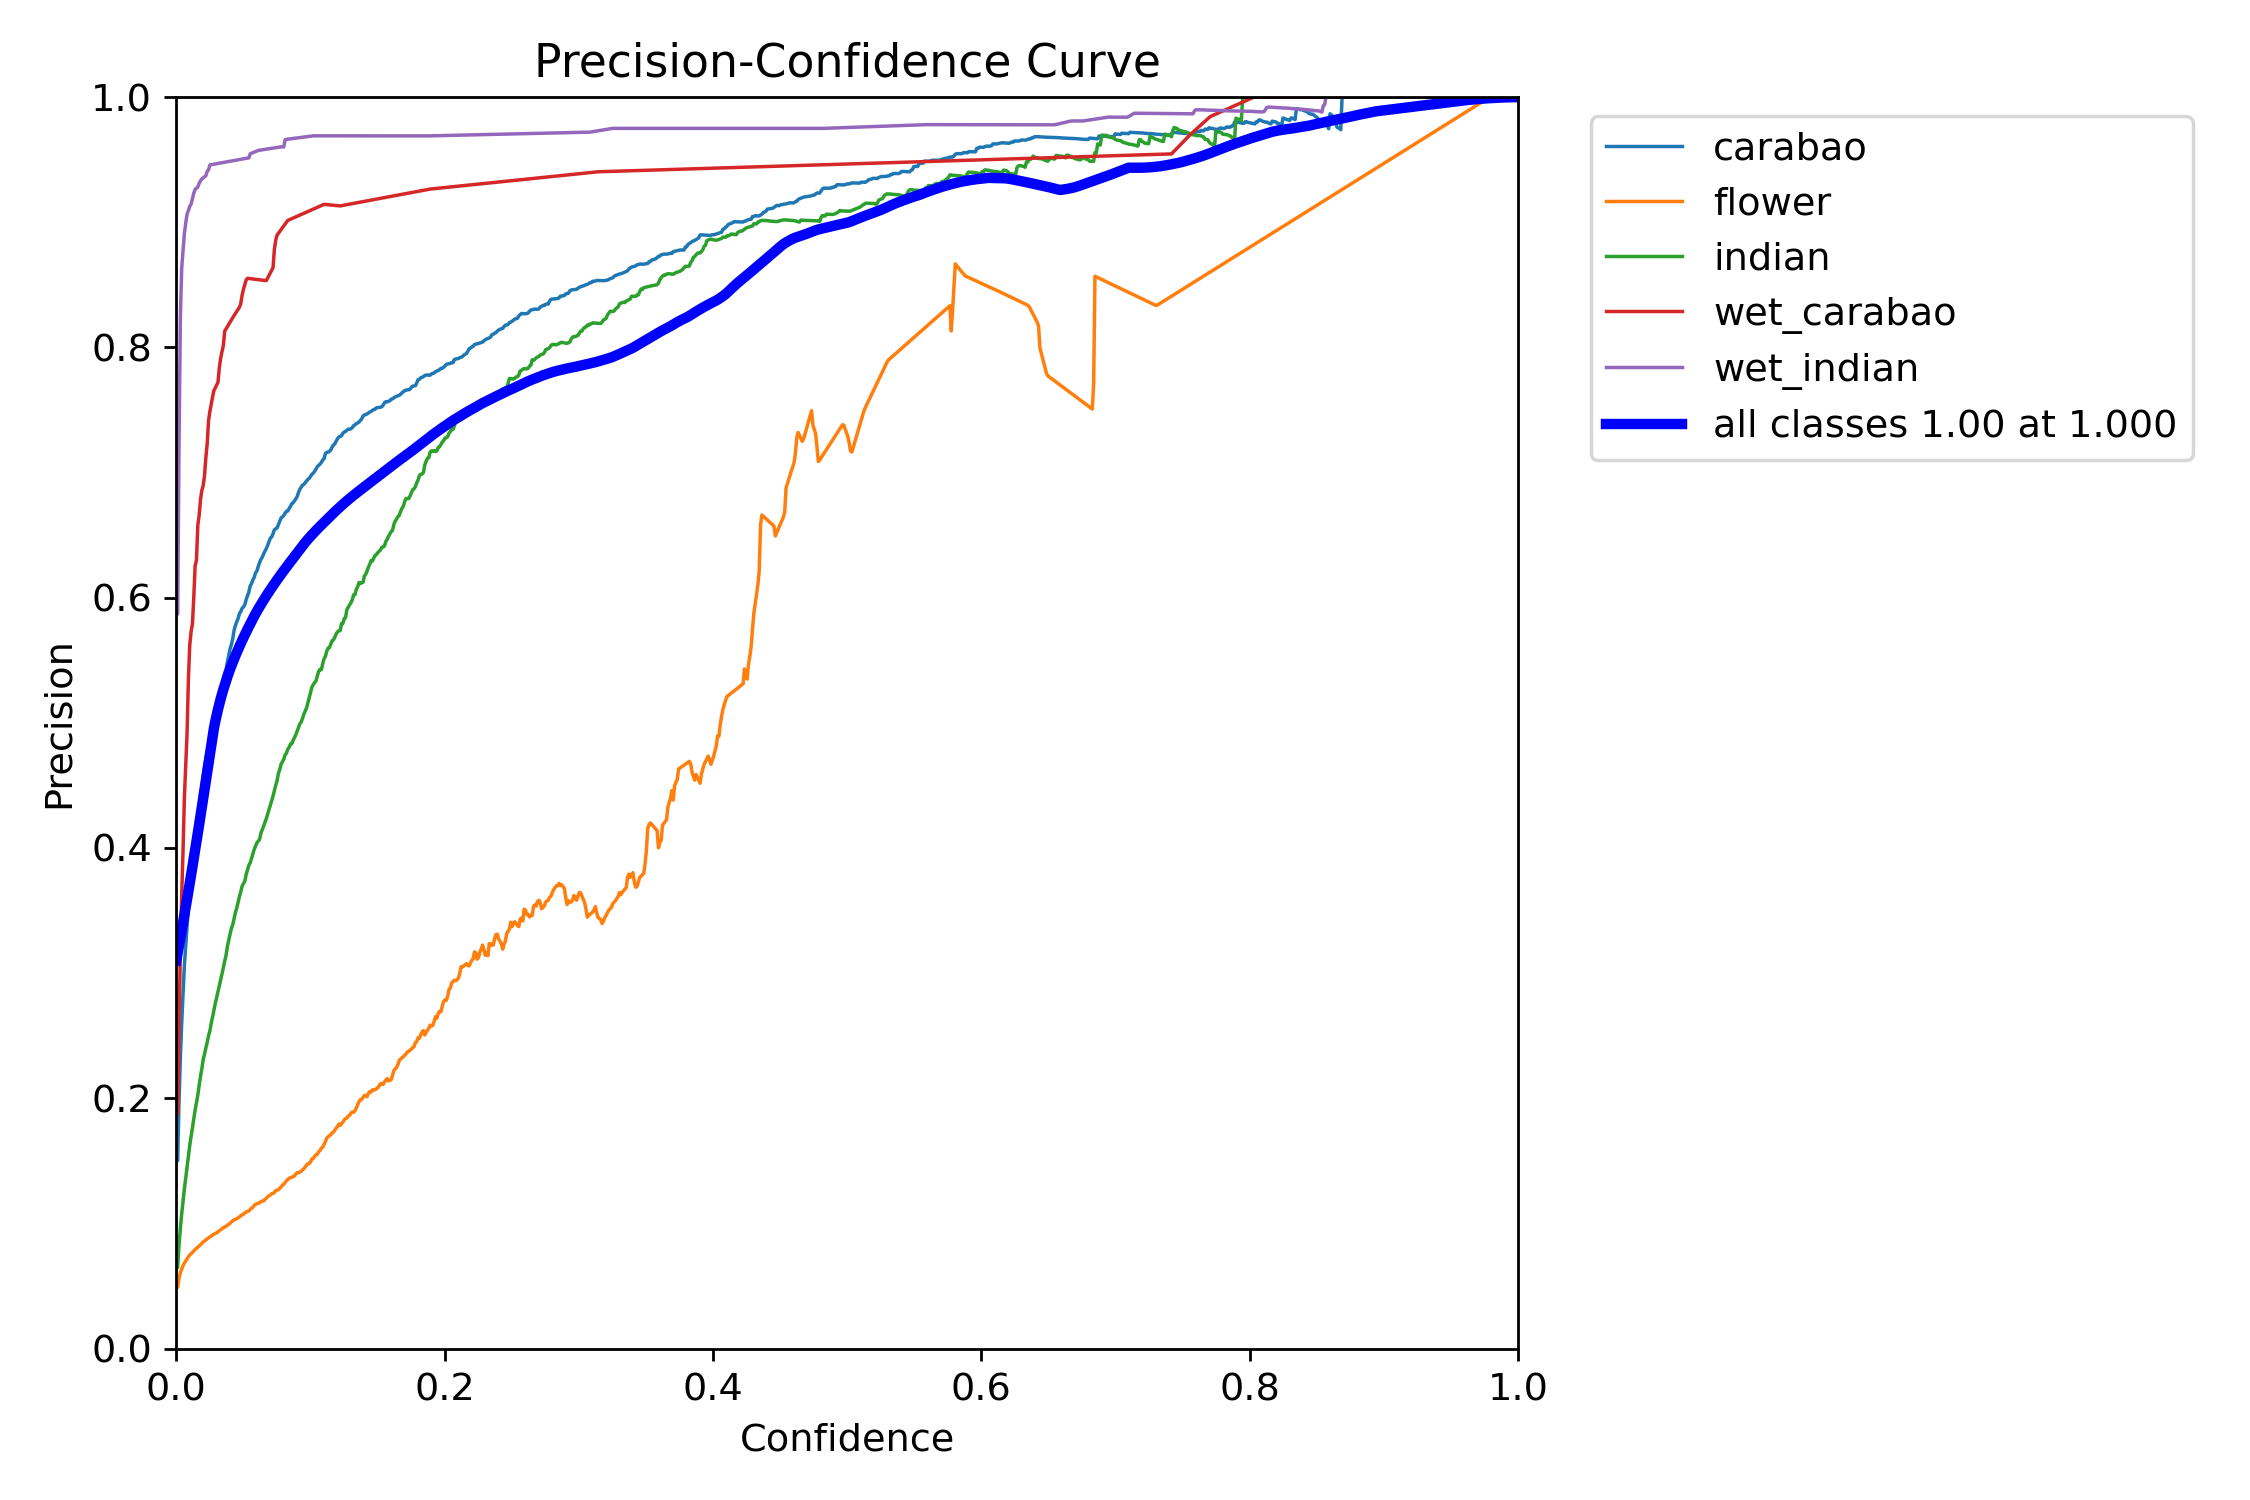 Precision-Confidence Curve
1.0
0.8
0.6
0.4
0.2
0.0
Precision
0.0 0.2 0.4 0.6 0.8 1.0
Confidence
carabao
flower
indian
wet_carabao
wet_indian
all classes 1.00 at 1.000